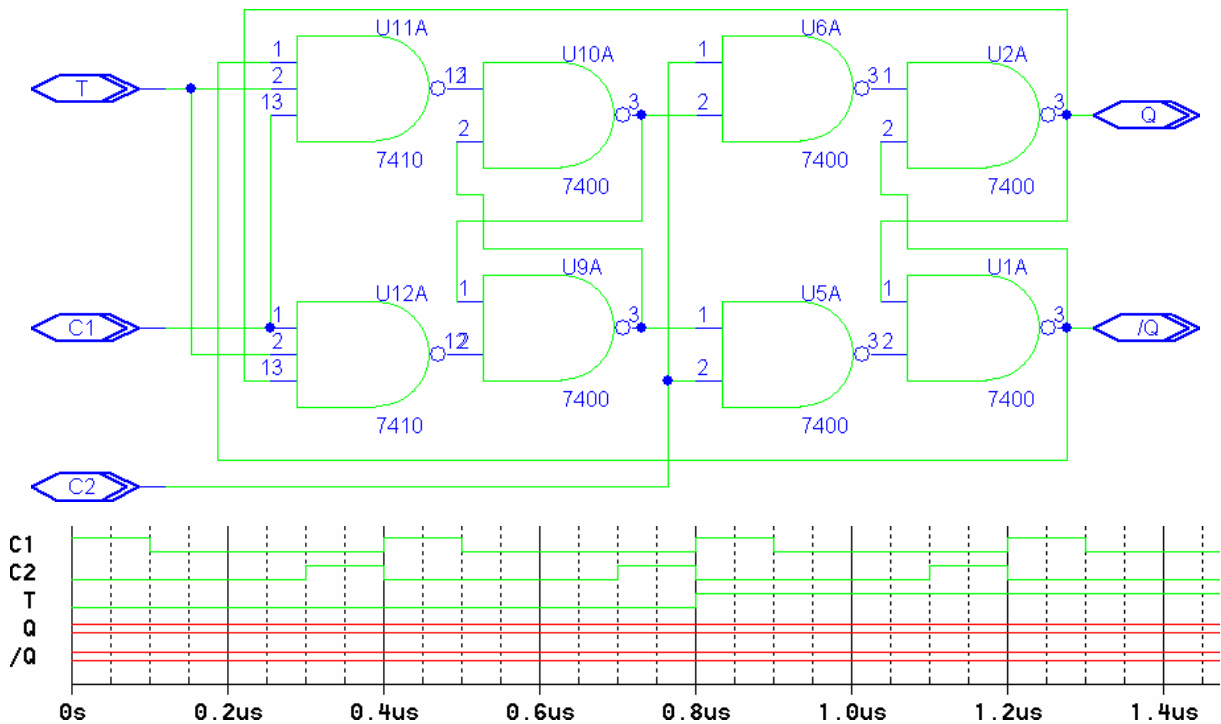 U11A U6A
U10A U2A
1 12 1 1 31
T 2 3 3
13 2 2 2 Q
7410 7400 7400 7400
U9A U1A
U12A U5A
1 1 1
C1 1 3 3 /Q
2 12 2 32
13 2
7410 7400 7400 7400
C2
C1
C2
T
Q
/Q
0s 0.2us 0.4us 0.6us 0.8us 1.0us 1.2us 1.4us